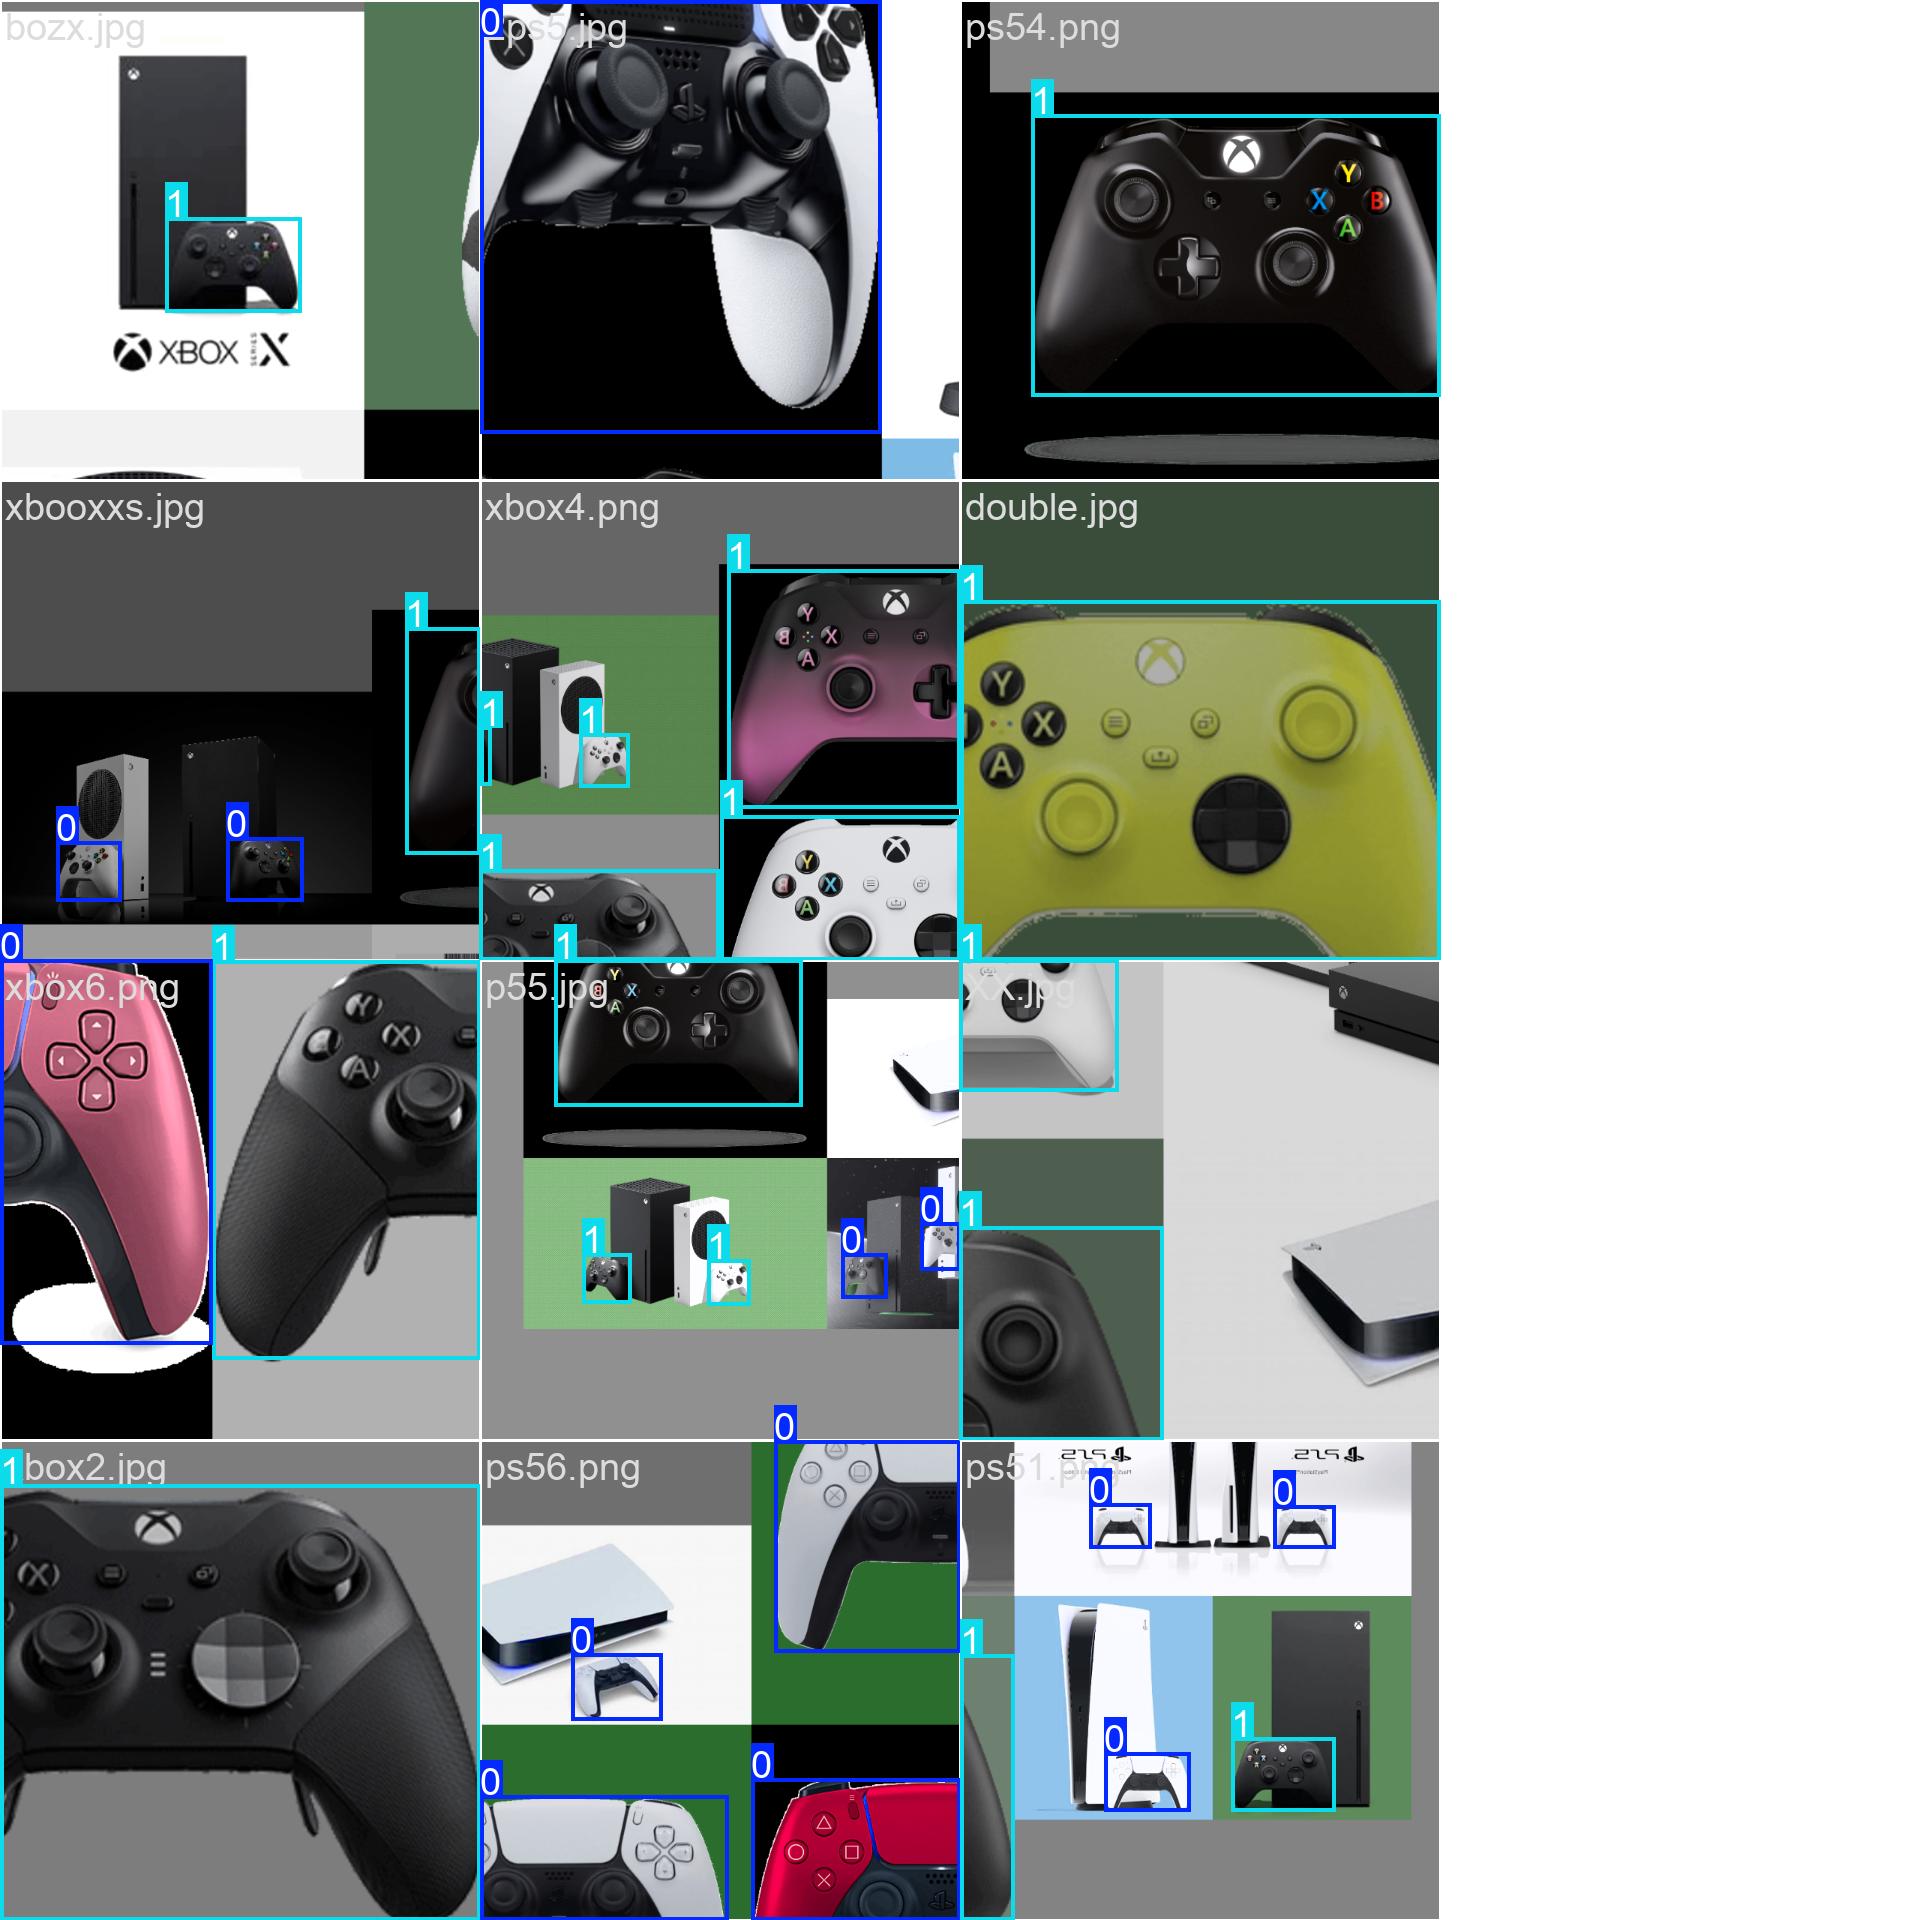 bozx.jpg
0
ps5.jpg
ps54.png
1
Y
X
B
A
1
XBOX SERIES X
xbooxxs.jpg
xbox4.png
double.jpg
1
1
1
Y
B
X
A
1
1
0
0
1
Y
X
A
1
Y
B
X
A
1
Y
X
A
0
1
1
1
xbox6.png
p55.jpg
XX.jpg
Y
B
X
A
Y
X
A
0
0
1
1
1
0
1
box2.jpg
ps56.png
ps51.png
PS5
PS5
0
0
X
0
1
0
1
0
0